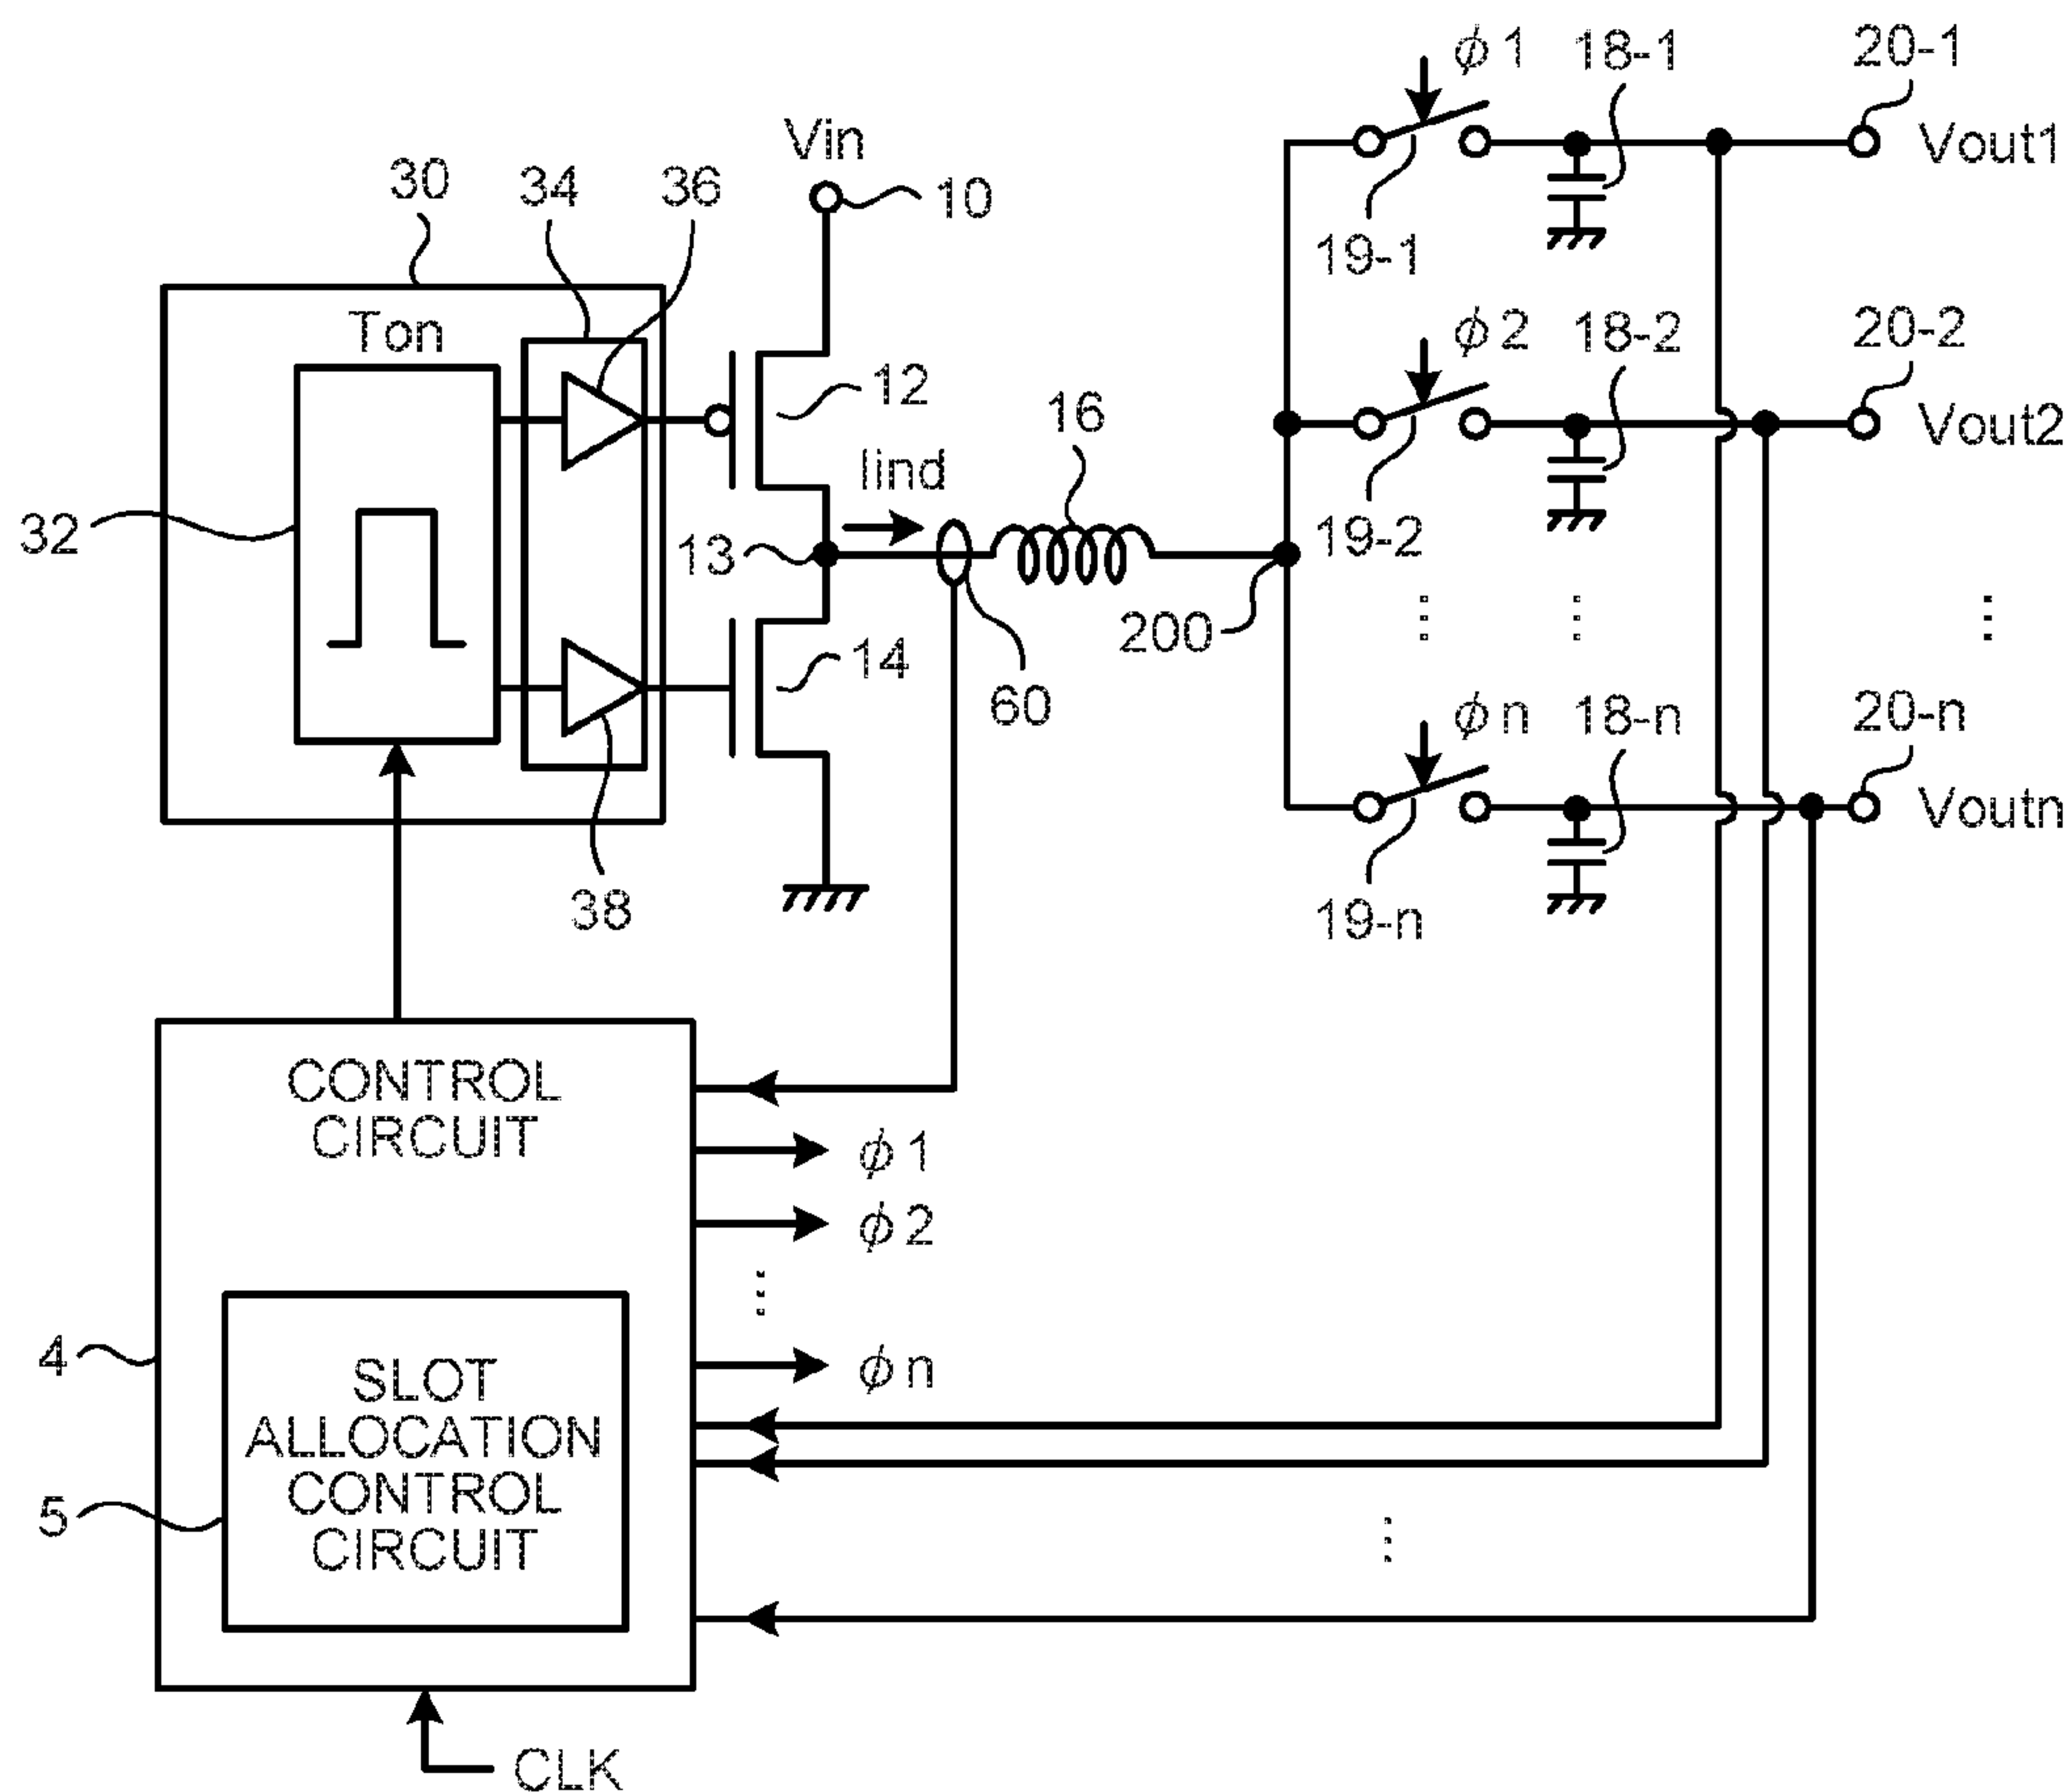 ϕ1
18-1
20-1
Vin
30
34
36
10
Vout1
19-1
Ton
ϕ2
18-2
20-2
12
16
Vout2
Iind
32
13
19-2
200
14
60
ϕn
18-n
20-n
Voutn
38
19-n
CONTROL
CIRCUIT
ϕ1
ϕ2
ϕn
4
SLOT
ALLOCATION
CONTROL
CIRCUIT
5
CLK